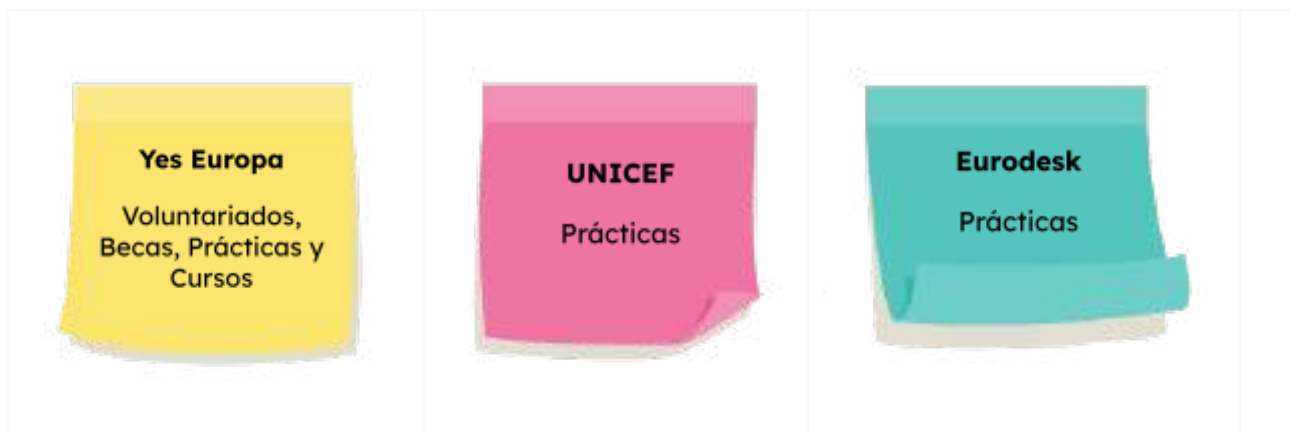 Yes Europa
Voluntariados,
Becas, Prácticas y
Cursos
UNICEF
Prácticas
Eurodesk
Prácticas